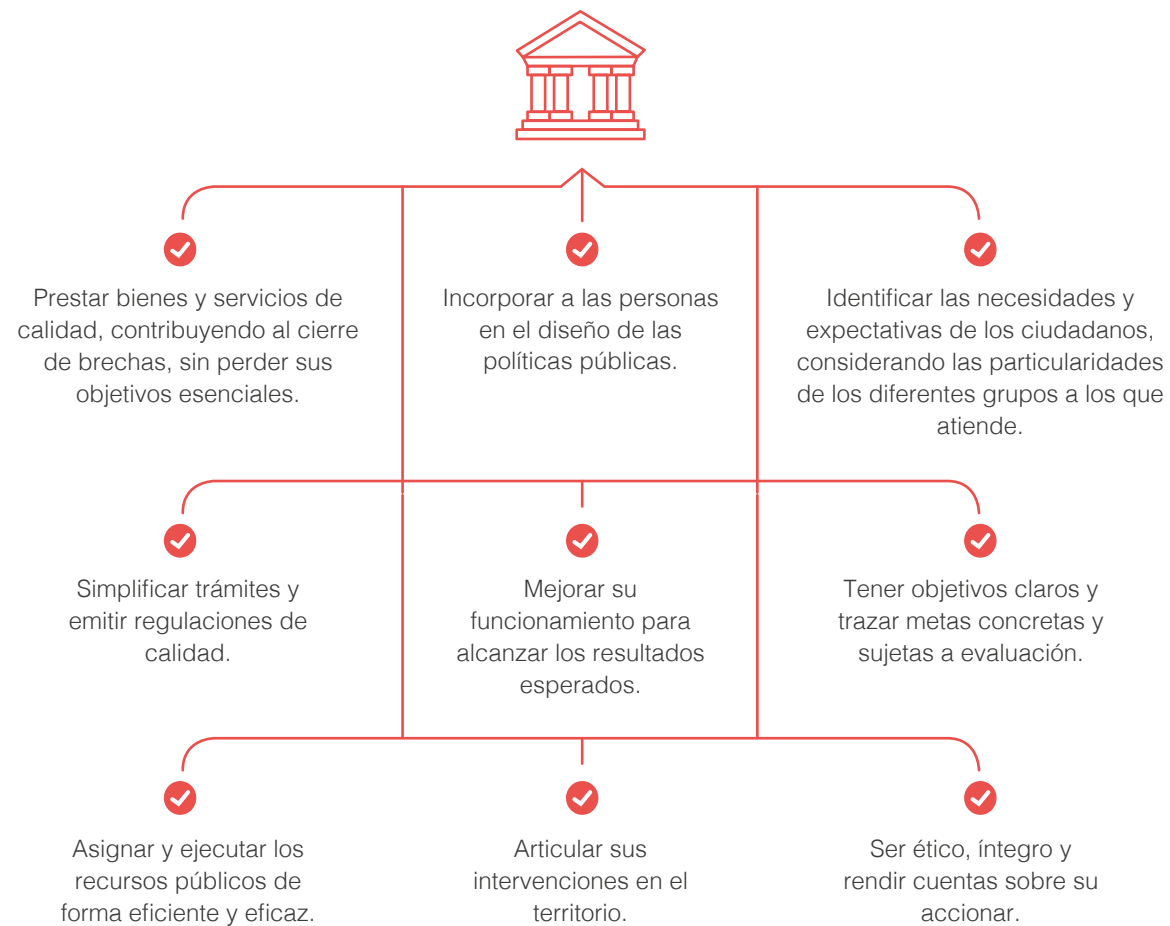 Prestar bienes y servicios de
calidad, contribuyendo al cierre
de brechas, sin perder sus
objetivos esenciales.
Incorporar a las personas
en el diseño de las
políticas públicas.
Identificar las necesidades y
expectativas de los ciudadanos,
considerando las particularidades
de los diferentes grupos a los que
atiende.
Simplificar trámites y
emitir regulaciones de
calidad.
Mejorar su
funcionamiento para
alcanzar los resultados
esperados.
Tener objetivos claros y
trazar metas concretas y
sujetas a evaluación.
Asignar y ejecutar los
recursos públicos de
forma eficiente y eficaz.
Articular sus
intervenciones en el
territorio.
Ser ético, íntegro y
rendir cuentas sobre su
accionar.